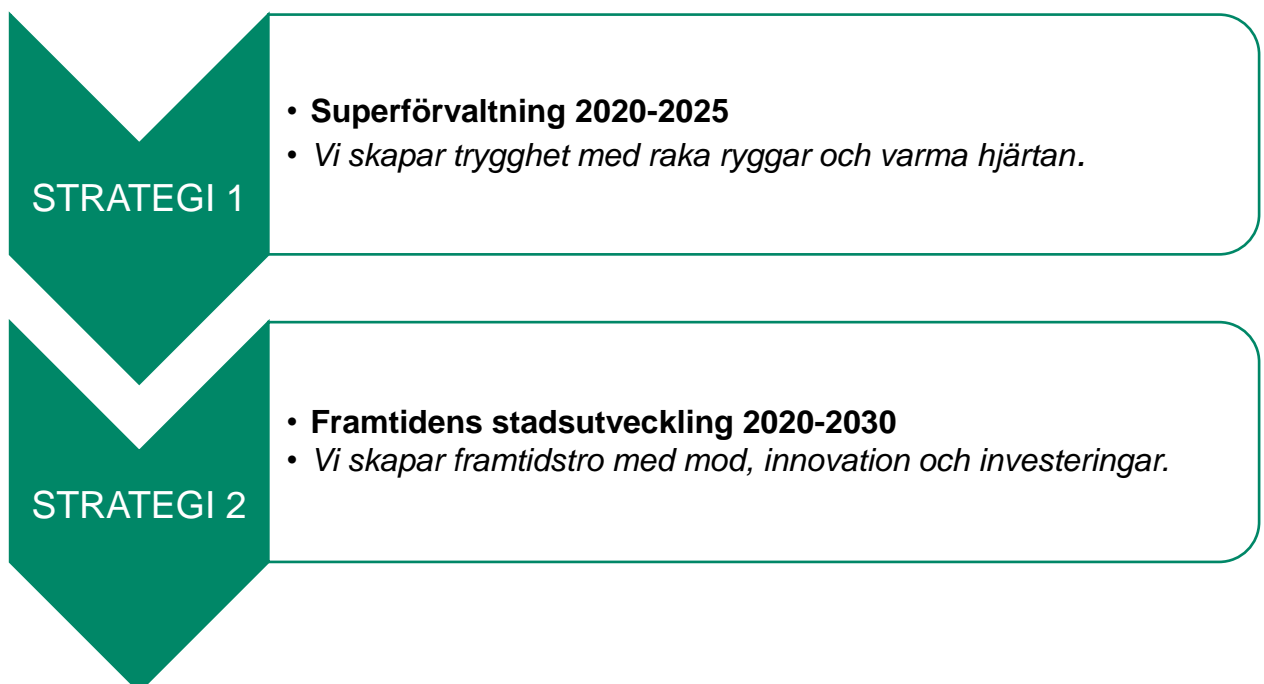 STRATEGI 1
• Superförvaltning 2020-2025
• Vi skapar trygghet med raka ryggar och varma hjärtan.
STRATEGI 2
• Framtidens stadsutveckling 2020-2030
• Vi skapar framtidstro med mod, innovation och investeringar.